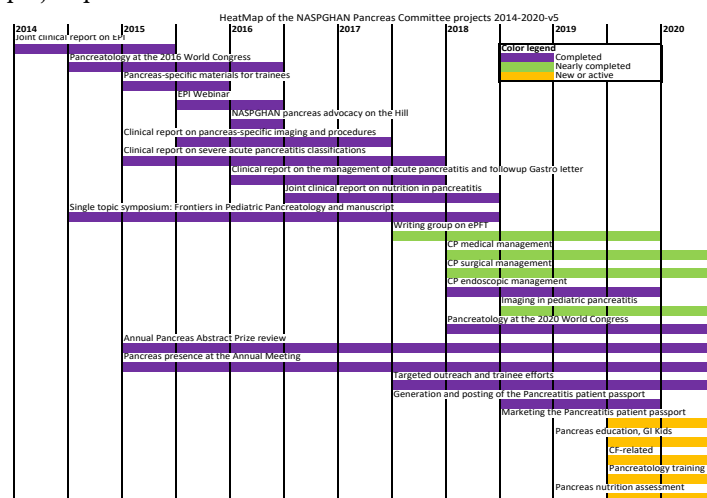 HeatMap of the NASPGHAN Pancreas Committee projects 2014-2020-v5
2014 2015 2016 2017 2018 2019 2020
Joint clinical report on EPI
Color legend
Completed
Nearly completed
New or active
Pancreatology at the 2016 World Congress
Pancreas-specific materials for trainees
EPI Webinar
NASPGHAN pancreas advocacy on the Hill
Clinical report on pancreas-specific imaging and procedures
Clinical report on severe acute pancreatitis classifications
Clinical report on the management of acute pancreatitis and followup Gastro letter
Joint clinical report on nutrition in pancreatitis
Single topic symposium: Frontiers in Pediatric Pancreatology and manuscript
Writing group on ePFT
CP medical management
CP surgical management
CP endoscopic management
Imaging in pediatric pancreatitis
Pancreatology at the 2020 World Congress
Annual Pancreas Abstract Prize review
Pancreas presence at the Annual Meeting
Targeted outreach and trainee efforts
Generation and posting of the Pancreatitis patient passport
Marketing the Pancreatitis patient passport
Pancreas education, GI Kids
CF-related
Pancreatology training
Pancreas nutrition assessment